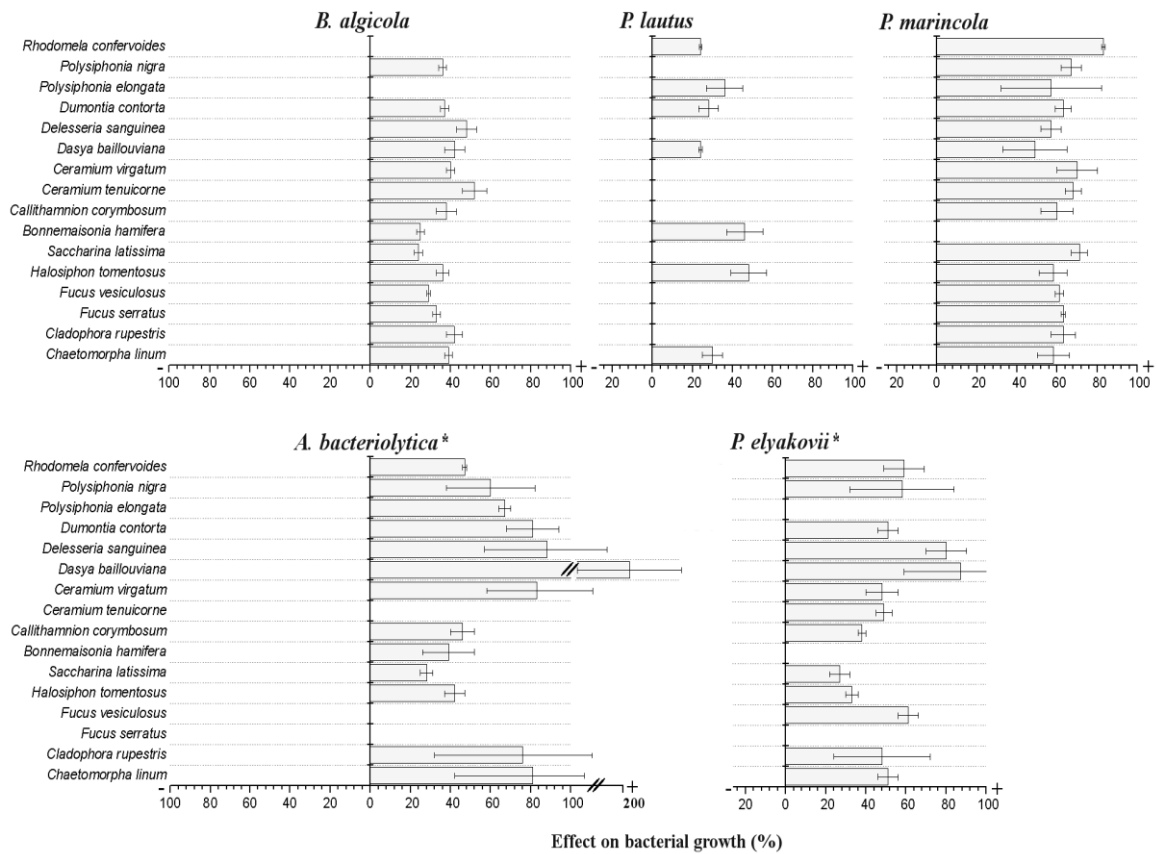 B. algicola P. lautus P. marincola
Rhodomela confervoides
Polysiphonia nigra
Polysiphonia elongata
Dumontia contorta
Delesseria sanguinea
Dasya baillouviana
Ceramium virgatum
Ceramium tenuicorne
Callithamnion corymbosum
Bonnemaisonia hamifera
Saccharina latissima
Halosiphon tomentosus
Fucus vesiculosus
Fucus serratus
Cladophora rupestris
Chaetomorpha linum
- + - + - +
100 80 60 40 20 0 20 40 60 80 100 20 0 20 40 60 80 100 20 0 20 40 60 80 100
A. bacteriolytica* P. elyakovii*
Rhodomela confervoides
Polysiphonia nigra
Polysiphonia elongata
Dumontia contorta
Delesseria sanguinea
Dasya baillouviana
Ceramium virgatum
Ceramium tenuicorne
Callithamnion corymbosum
Bonnemaisonia hamifera
Saccharina latissima
Halosiphon tomentosus
Fucus vesiculosus
Fucus serratus
Cladophora rupestris
Chaetomorpha linum
- + - +
100 80 60 40 20 0 20 40 60 80 100 200 20 0 20 40 60 80 100
Effect on bacterial growth (%)